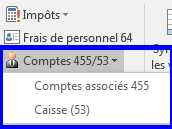 Impôts
Frais de personnel 64
Comptes 455/53
Comptes associés 455
Caisse (53)